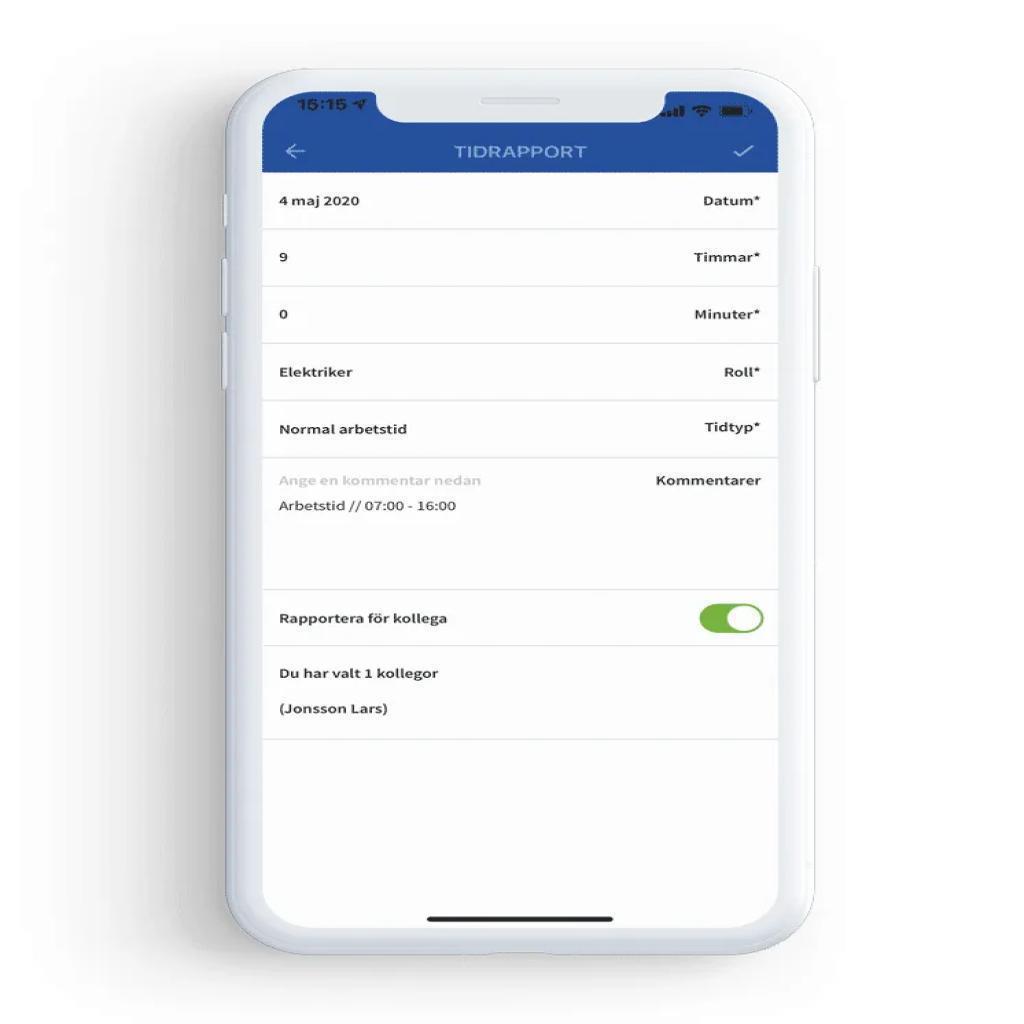 15:15
TIDRAPPORT
4 maj 2020 Datum*
9 Timmar*
0 Minuter*
Elektriker Roll*
Normal arbetstid Tidtyp*
Ange en kommentar nedan Kommentarer
Arbetstid // 07:00 - 16:00
Rapportera för kollega
Du har valt 1 kollegor
(Jonsson Lars)